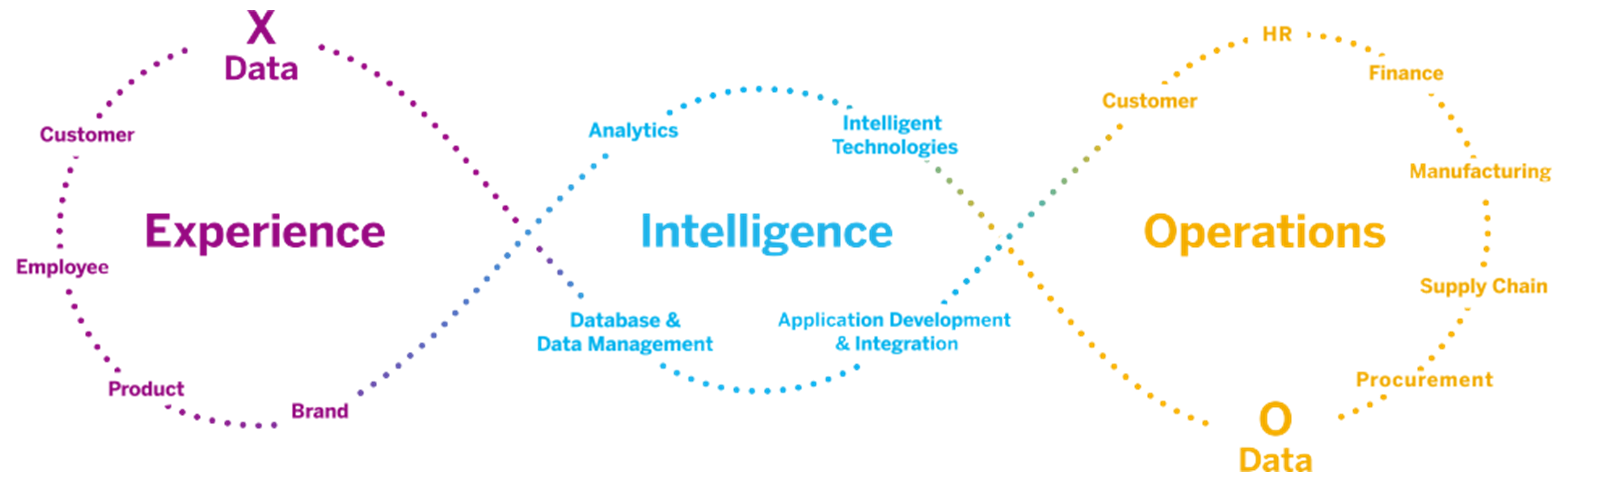 X
Data
Customer
Employee
Product
Brand
Experience
Analytics
Intelligent
Technologies
Intelligence
Database &
Data Management
Application Development
& Integration
Customer
HR
Finance
Manufacturing
Supply Chain
Procurement
Operations
O
Data